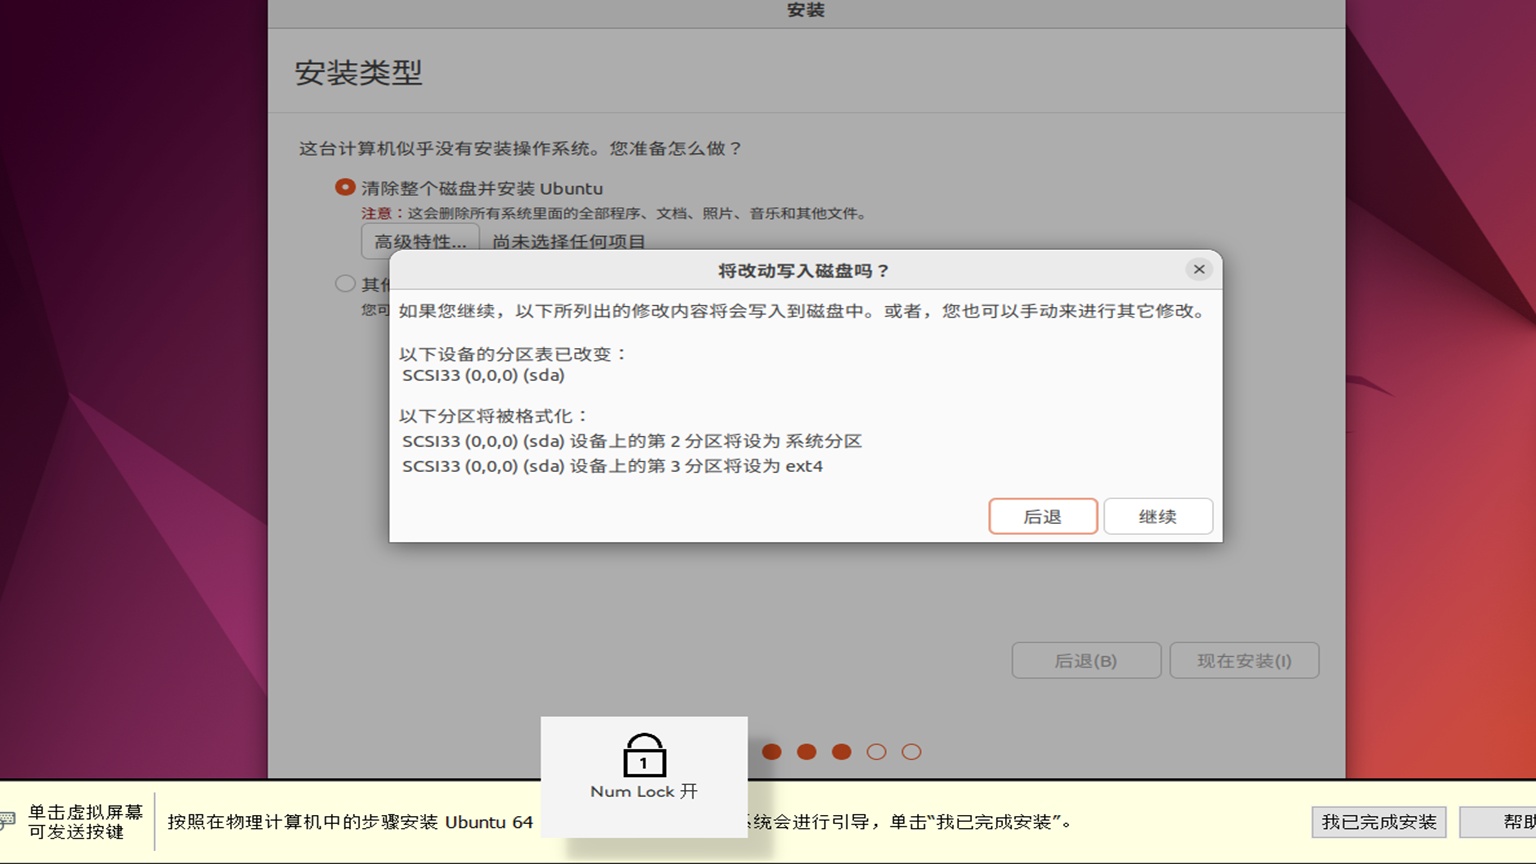 安装
安装类型
这台计算机似乎没有安装操作系统。您准备怎么做？
清除整个磁盘并安装 Ubuntu
注意：这会删除所有系统里面的全部程序、文档、照片、音乐和其他文件。
高级特性... 尚未选择任何项目
将改动写入磁盘吗？
其他
您可
如果您继续，以下所列出的修改内容将会写入到磁盘中。或者，您也可以手动来进行其它修改。
以下设备的分区表已改变：
SCSI33 (0,0,0) (sda)
以下分区将被格式化：
SCSI33 (0,0,0) (sda) 设备上的第 2 分区将设为 系统分区
SCSI33 (0,0,0) (sda) 设备上的第 3 分区将设为 ext4
后退 继续
后退(B) 现在安装(I)
1
Num Lock 开
单击虚拟屏幕
可发送按键
按照在物理计算机中的步骤安装 Ubuntu 64 系统会进行引导，单击“我已完成安装”。
我已完成安装 帮助